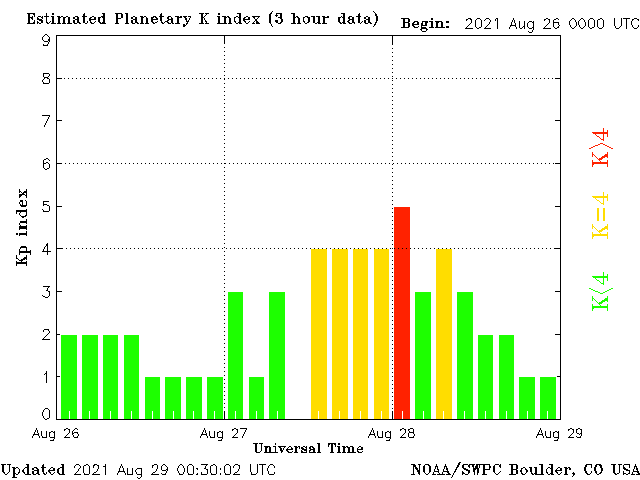 Estimated Planetary K index (3 hour data)
Begin: 2021 Aug 26 0000 UTC
9
8
7
6
5
4
3
2
1
0
Kp index
K>4
K=4
K<4
Aug 26
Aug 27
Aug 28
Aug 29
Universal Time
Updated 2021 Aug 29 00:30:02 UTC
NOAA/SWPC Boulder, CO USA